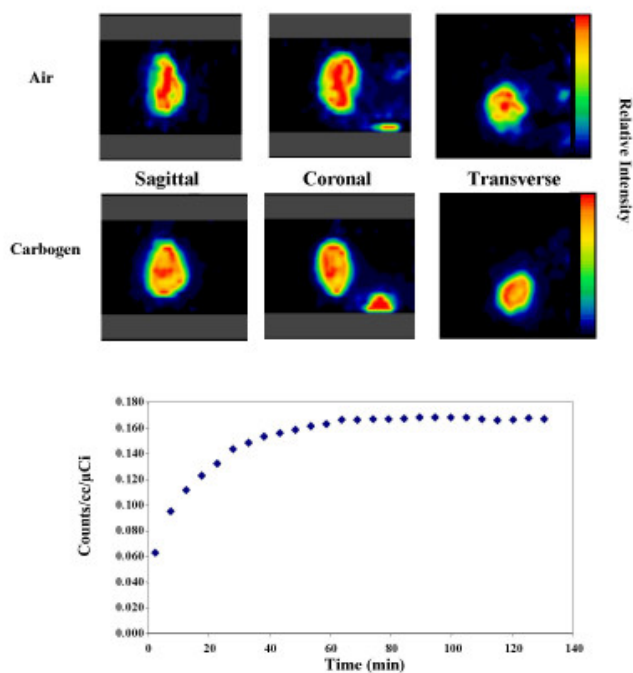 Air
Sagittal Coronal Transverse
Relative Intensity
Carbogen
Counts/cc/µCi
0.180
0.160
0.140
0.120
0.100
0.080
0.060
0.040
0.020
0.000
0 20 40 60 80 100 120 140
Time (min)